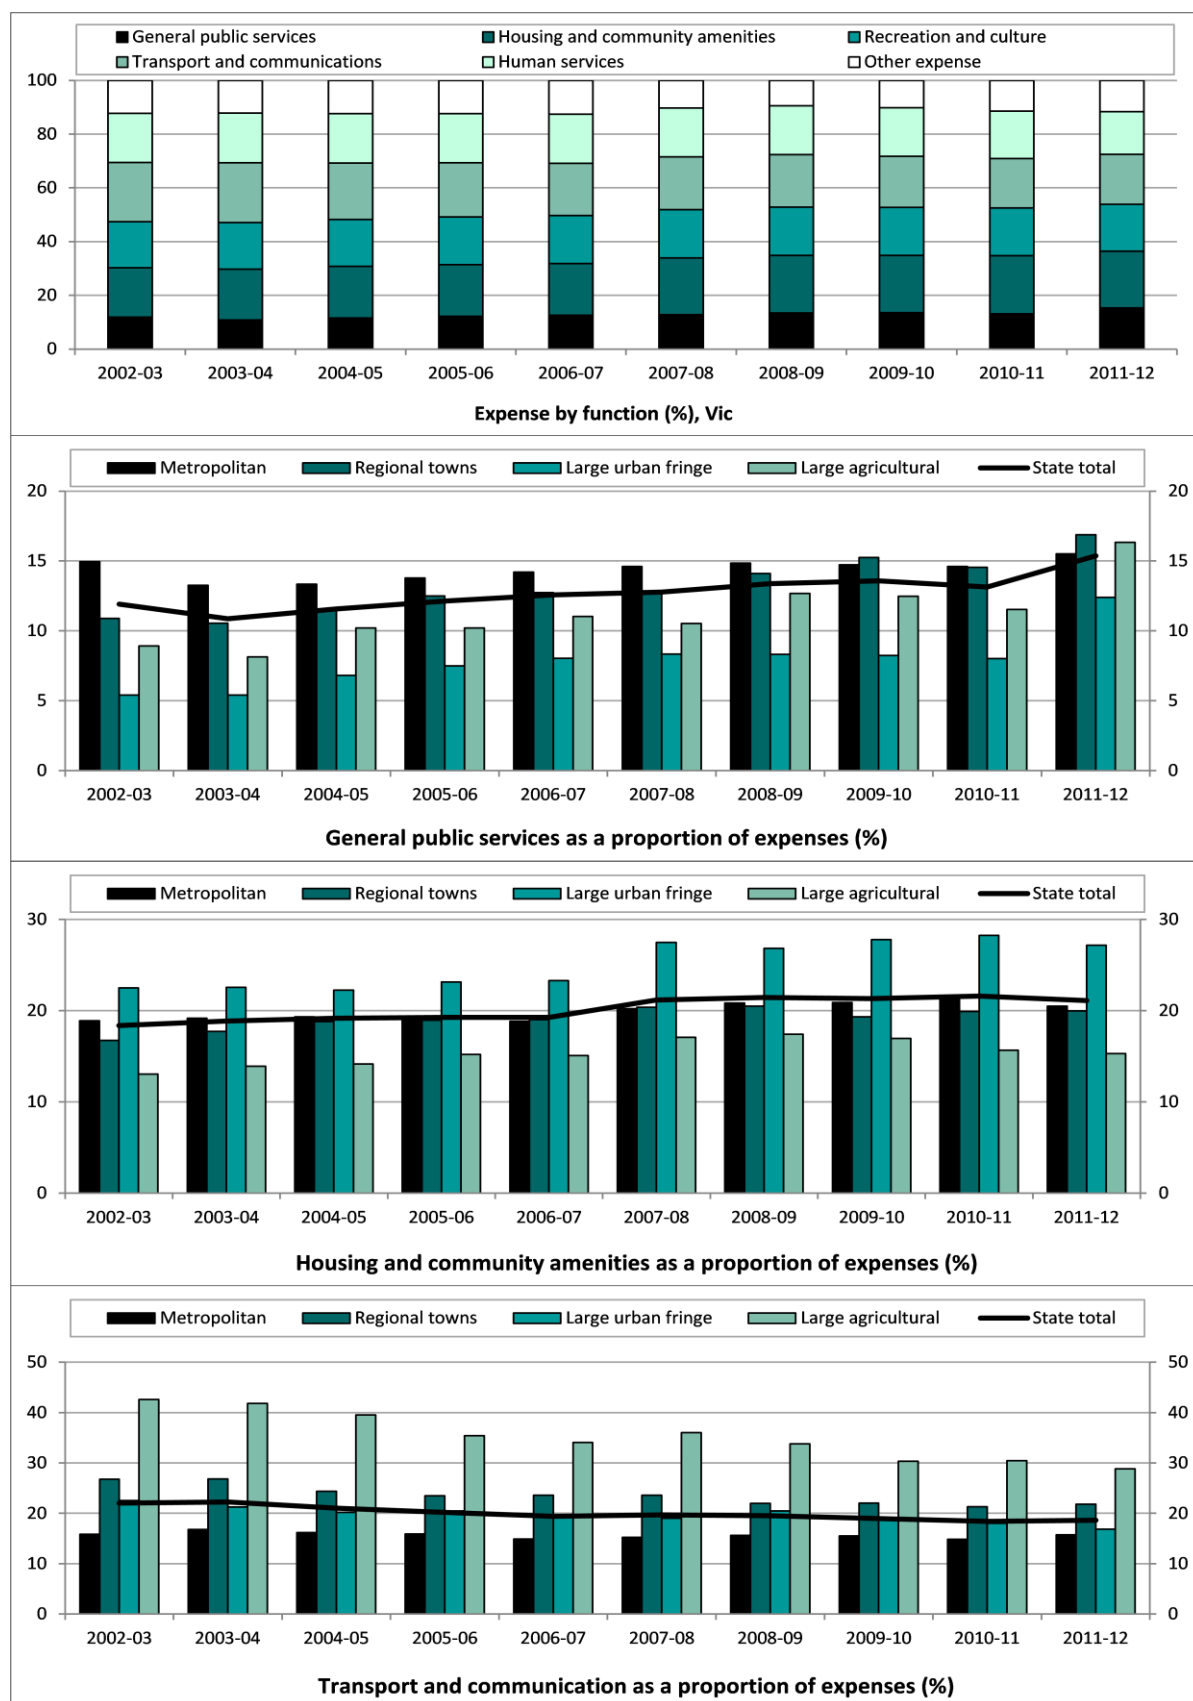 General public services Housing and community amenities Recreation and culture
Transport and communications Human services Other expense
100
80
60
40
20
0
2002-03 2003-04 2004-05 2005-06 2006-07 2007-08 2008-09 2009-10 2010-11 2011-12
Expense by function (%), Vic
Metropolitan Regional towns Large urban fringe Large agricultural State total
20 20
15 15
10 10
5 5
0 0
2002-03 2003-04 2004-05 2005-06 2006-07 2007-08 2008-09 2009-10 2010-11 2011-12
General public services as a proportion of expenses (%)
Metropolitan Regional towns Large urban fringe Large agricultural State total
30 30
20 20
10 10
0 0
2002-03 2003-04 2004-05 2005-06 2006-07 2007-08 2008-09 2009-10 2010-11 2011-12
Housing and community amenities as a proportion of expenses (%)
Metropolitan Regional towns Large urban fringe Large agricultural State total
50 50
40 40
30 30
20 20
10 10
0 0
2002-03 2003-04 2004-05 2005-06 2006-07 2007-08 2008-09 2009-10 2010-11 2011-12
Transport and communication as a proportion of expenses (%)